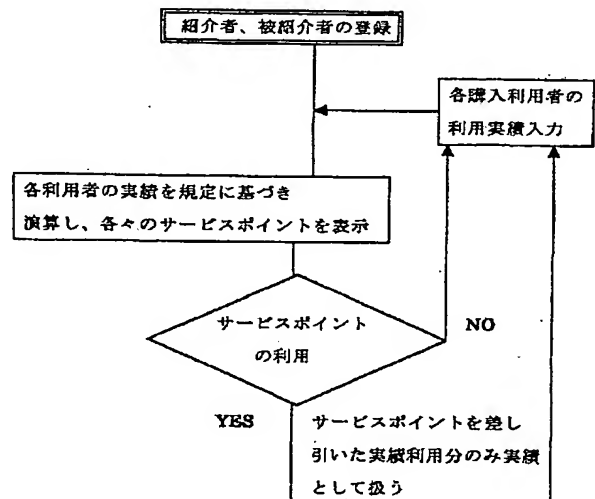 紹介者、被紹介者の登録
各購入利用者の
利用実績入力
各利用者の実績を規定に基づき
演算し、各々のサービスポイントを表示
サービスポイント
の利用
NO
YES
サービスポイントを差し
引いた実績利用分のみ実績
として扱う